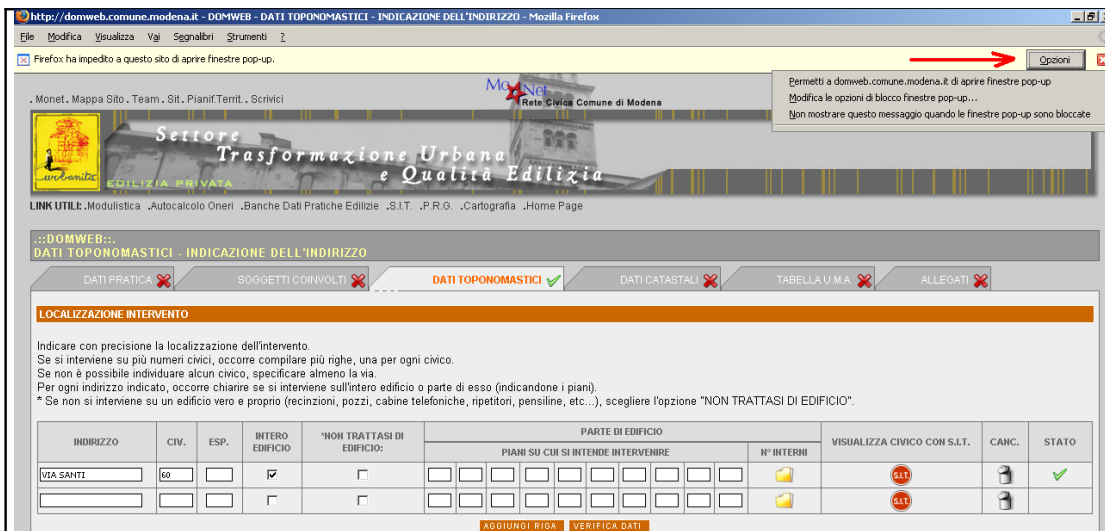 http://domweb.comune.modena.it - DOMWEB - DATI TOPONOMASTICI - INDICAZIONE DELL'INDIRIZZO - Mozilla Firefox
File Modifica Visualizza Vai Segnalibri Strumenti ?
Firefox ha impedito a questo sito di aprire finestre pop-up. Opzioni
Permetti a domweb.comune.modena.it di aprire finestre pop-up
Modifica le opzioni di blocco finestre pop-up...
Non mostrare questo messaggio quando le finestre pop-up sono bloccate
. Monet . Mappa Sito . Team . Sit . Pianif.Territ. . Scrivici
MoNet
Rete Civica Comune di Modena
Settore
Trasformazione Urbana
e Qualità Edilizia
urbanita
EDILIZIA PRIVATA
LINK UTILI: .Modulistica .Autocalcolo Oneri .Banche Dati Pratiche Edilizie .S.I.T. .P.R.G. .Cartografia .Home Page
.::DOMWEB::.
DATI TOPONOMASTICI - INDICAZIONE DELL'INDIRIZZO
DATI PRATICA SOGGETTI COINVOLTI DATI TOPONOMASTICI DATI CATASTALI TABELLA U.M.A. ALLEGATI
LOCALIZZAZIONE INTERVENTO
Indicare con precisione la localizzazione dell'intervento.
Se si interviene su più numeri civici, occorre compilare più righe, una per ogni civico.
Se non è possibile individuare alcun civico, specificare almeno la via.
Per ogni indirizzo indicato, occorre chiarire se si interviene sull'intero edificio o parte di esso (indicandone i piani).
* Se non si interviene su un edificio vero e proprio (recinzioni, pozzi, cabine telefoniche, ripetitori, pensiline, etc...), scegliere l'opzione "NON TRATTASI DI EDIFICIO".
INDIRIZZO CIV. ESP. INTERO EDIFICIO *NON TRATTASI DI EDIFICIO: PARTE DI EDIFICIO VISUALIZZA CIVICO CON S.I.T. CANC. STATO
PIANI SU CUI SI INTENDE INTERVENIRE N° INTERNI
VIA SANTI 60 S.I.T.
S.I.T.
AGGIUNGI RIGA VERIFICA DATI